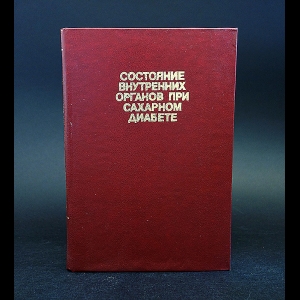 СОСТОЯНИЕ
ВНУТРЕННИХ
ОРГАНОВ ПРИ
САХАРНОМ
ДИАБЕТЕ